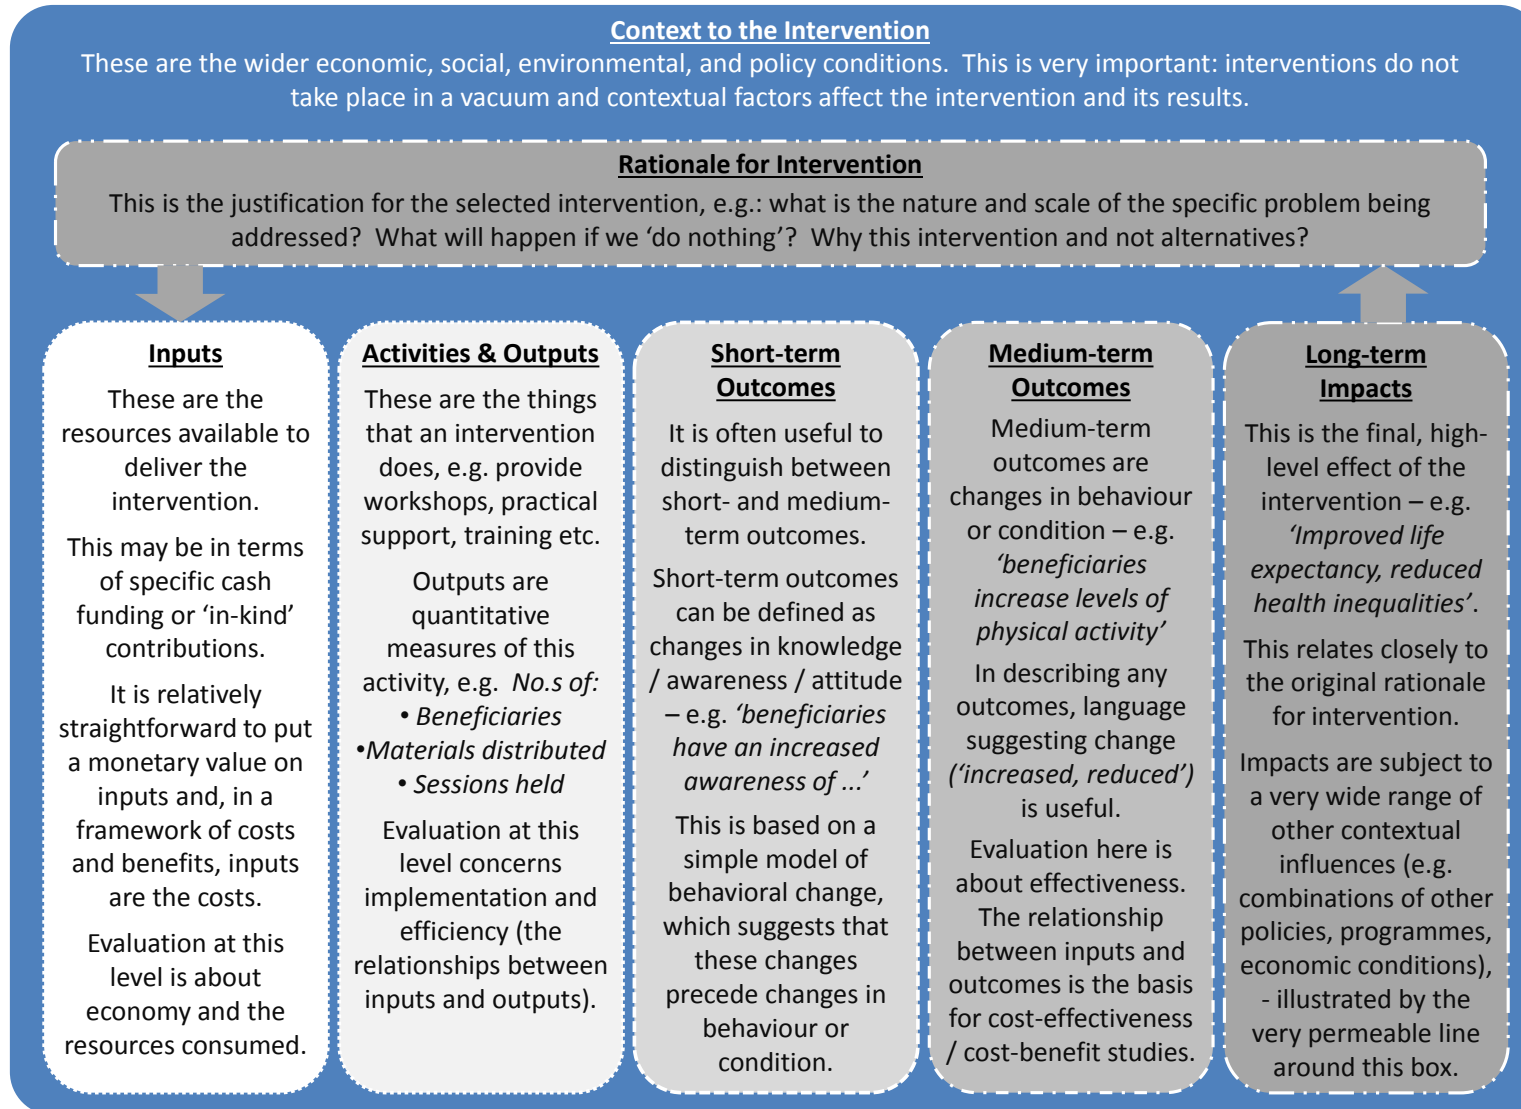 Context to the Intervention
These are the wider economic, social, environmental, and policy conditions.  This is very important: interventions do not
take place in a vacuum and contextual factors affect the intervention and its results.
Rationale for Intervention
This is the justification for the selected intervention, e.g.: what is the nature and scale of the specific problem being
addressed?  What will happen if we ‘do nothing’?  Why this intervention and not alternatives?
Inputs
These are the
resources available to
deliver the
intervention.
This may be in terms
of specific cash
funding or ‘in-kind’
contributions.
It is relatively
straightforward to put
a monetary value on
inputs and, in a
framework of costs
and benefits, inputs
are the costs.
Evaluation at this
level is about
economy and the
resources consumed.
Activities & Outputs
These are the things
that an intervention
does, e.g. provide
workshops, practical
support, training etc.
Outputs are
quantitative
measures of this
activity, e.g.  No.s of:
• Beneficiaries
•Materials distributed
• Sessions held
Evaluation at this
level concerns
implementation and
efficiency (the
relationships between
inputs and outputs).
Short-term
Outcomes
It is often useful to
distinguish between
short- and medium-
term outcomes.
Short-term outcomes
can be defined as
changes in knowledge
/ awareness / attitude
– e.g. ‘beneficiaries
have an increased
awareness of ...’
This is based on a
simple model of
behavioral change,
which suggests that
these changes
precede changes in
behaviour or
condition.
Medium-term
Outcomes
Medium-term
outcomes are
changes in behaviour
or condition – e.g.
‘beneficiaries
increase levels of
physical activity’
In describing any
outcomes, language
suggesting change
(‘increased, reduced’)
is useful.
Evaluation here is
about effectiveness.
The relationship
between inputs and
outcomes is the basis
for cost-effectiveness
/ cost-benefit studies.
Long-term
Impacts
This is the final, high-
level effect of the
intervention – e.g.
‘Improved life
expectancy, reduced
health inequalities’.
This relates closely to
the original rationale
for intervention.
Impacts are subject to
a very wide range of
other contextual
influences (e.g.
combinations of other
policies, programmes,
economic conditions),
- illustrated by the
very permeable line
around this box.